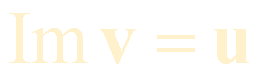 Im v = u